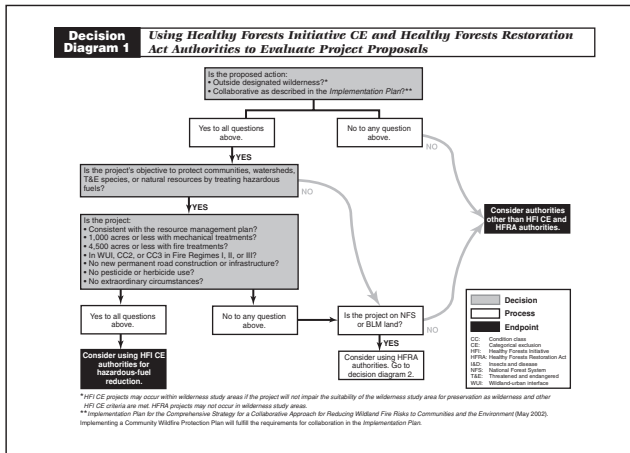 Decision
Diagram 1
Using Healthy Forests Initiative CE and Healthy Forests Restoration
Act Authorities to Evaluate Project Proposals
Is the proposed action:
• Outside designated wilderness?*
• Collaborative as described in the Implementation Plan?**
Yes to all questions
above.
No to any question
above.
NO
YES
Is the project's objective to protect communities, watersheds,
T&E species, or natural resources by treating hazardous
fuels?
NO
YES
Consider authorities
other than HFI CE and
HFRA authorities.
Is the project:
• Consistent with the resource management plan?
• 1,000 acres or less with mechanical treatments?
• 4,500 acres or less with fire treatments?
• In WUI, CC2, or CC3 in Fire Regimes I, II, or III?
• No new permanent road construction or infrastructure?
• No pesticide or herbicide use?
• No extraordinary circumstances?
Yes to all questions
above.
No to any question
above.
Is the project on NFS
or BLM land?
NO
YES
Consider using HFI CE
authorities for
hazardous-fuel
reduction.
Consider using HFRA
authorities. Go to
decision diagram 2.
Decision
Process
Endpoint
CC: Condition class
CE: Categorical exclusion
HFI: Healthy Forests Initiative
HFRA: Healthy Forests Restoration Act
I&D: Insects and disease
NFS: National Forest System
T&E: Threatened and endangered
WUI: Wildland-urban interface
* HFI CE projects may occur within wilderness study areas if the project will not impair the suitability of the wilderness study area for preservation as wilderness and other
HFI CE criteria are met. HFRA projects may not occur in wilderness study areas.
** Implementation Plan for the Comprehensive Strategy for a Collaborative Approach for Reducing Wildland Fire Risks to Communities and the Environment (May 2002).
Implementing a Community Wildfire Protection Plan will fulfill the requirements for collaboration in the Implementation Plan.